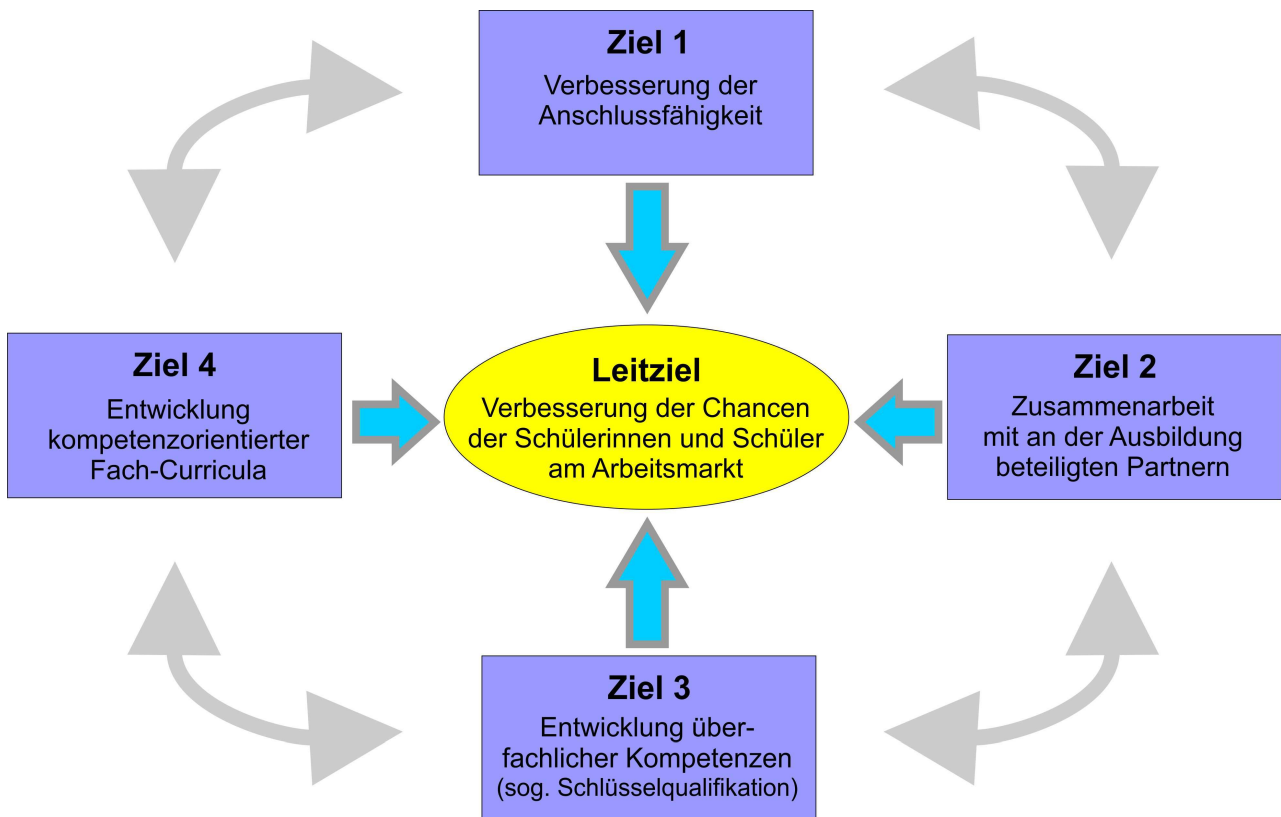 Ziel 1
Verbesserung der
Anschlussfähigkeit
Ziel 4
Entwicklung
kompetenzorientierter
Fach-Curricula
Leitziel
Verbesserung der Chancen
der Schülerinnen und Schüler
am Arbeitsmarkt
Ziel 2
Zusammenarbeit
mit an der Ausbildung
beteiligten Partnern
Ziel 3
Entwicklung über-
fachlicher Kompetenzen
(sog. Schlüsselqualifikation)